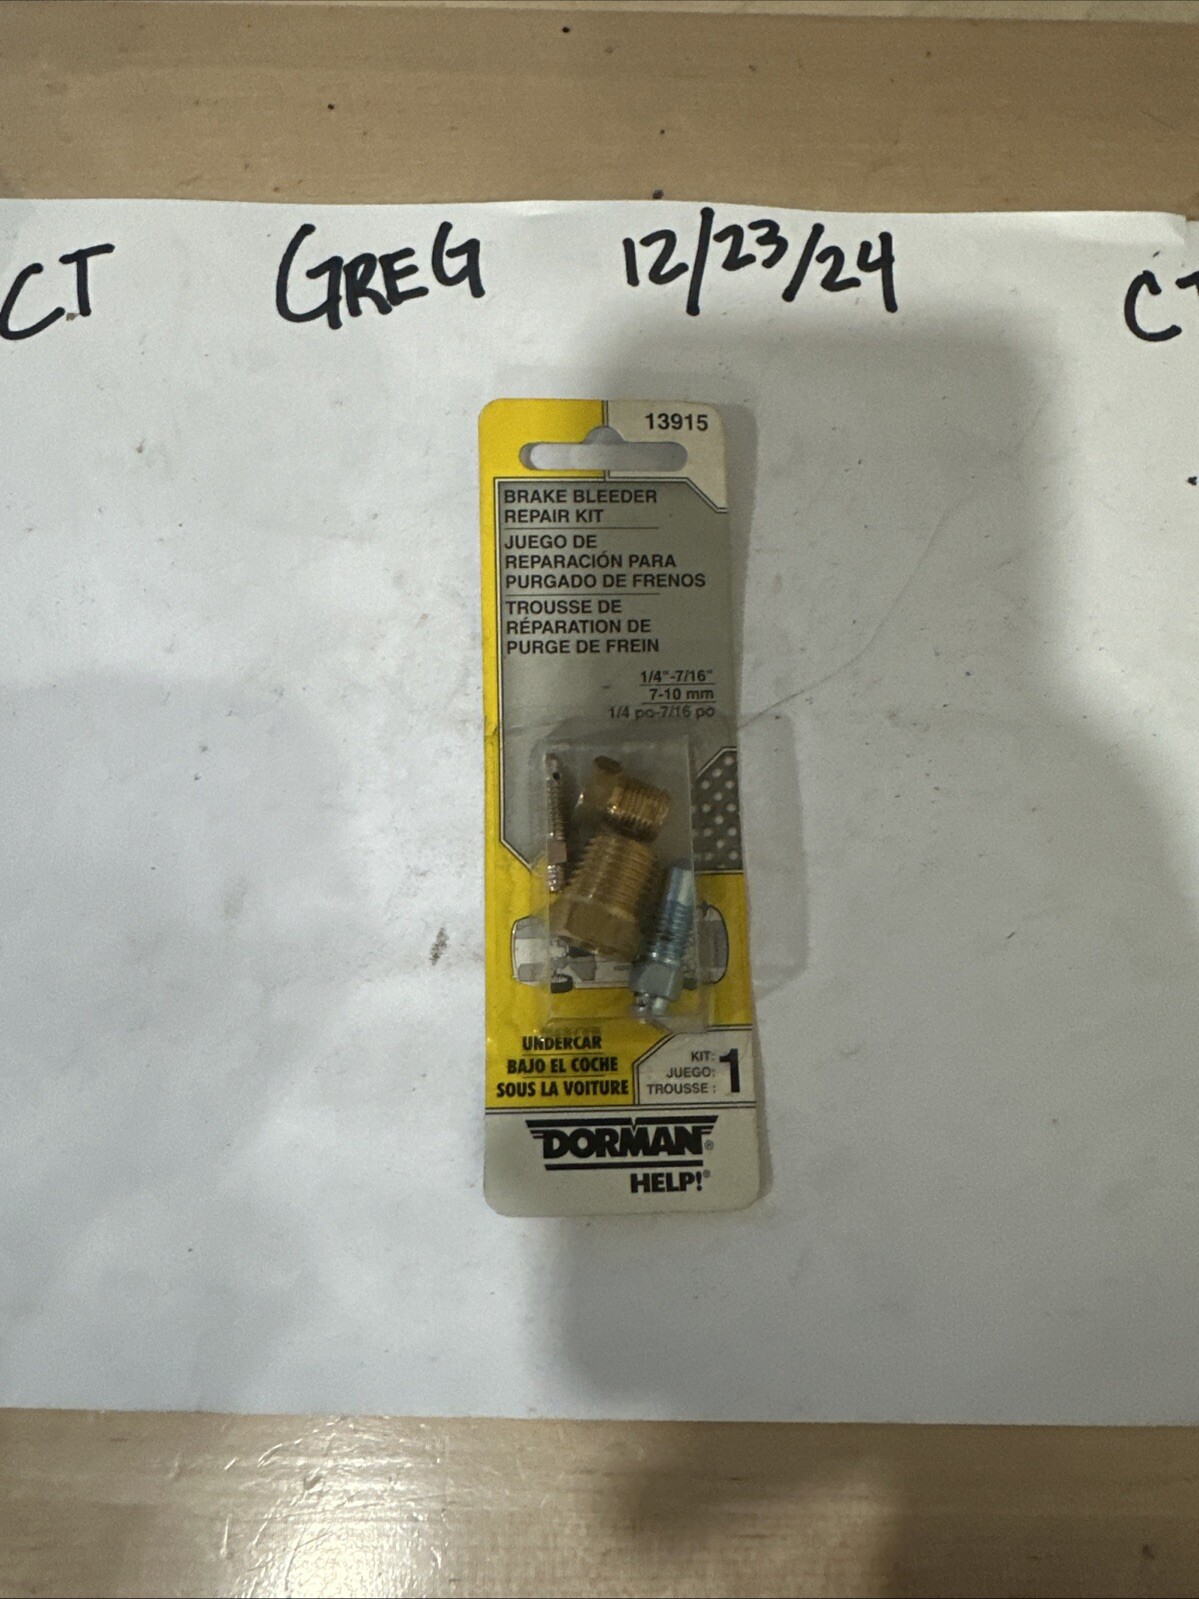 CT GREG 12/23/24 C
13915
BRAKE BLEEDER
REPAIR KIT
JUEGO DE
REPARACIÓN PARA
PURGADO DE FRENOS
TROUSSE DE
RÉPARATION DE
PURGE DE FREIN
1/4"-7/16"
7-10 mm
1/4 po-7/16 po
UNDERCAR
BAJO EL COCHE
SOUS LA VOITURE
KIT:
JUEGO:
TROUSSE :
1
DORMAN®
HELP!®